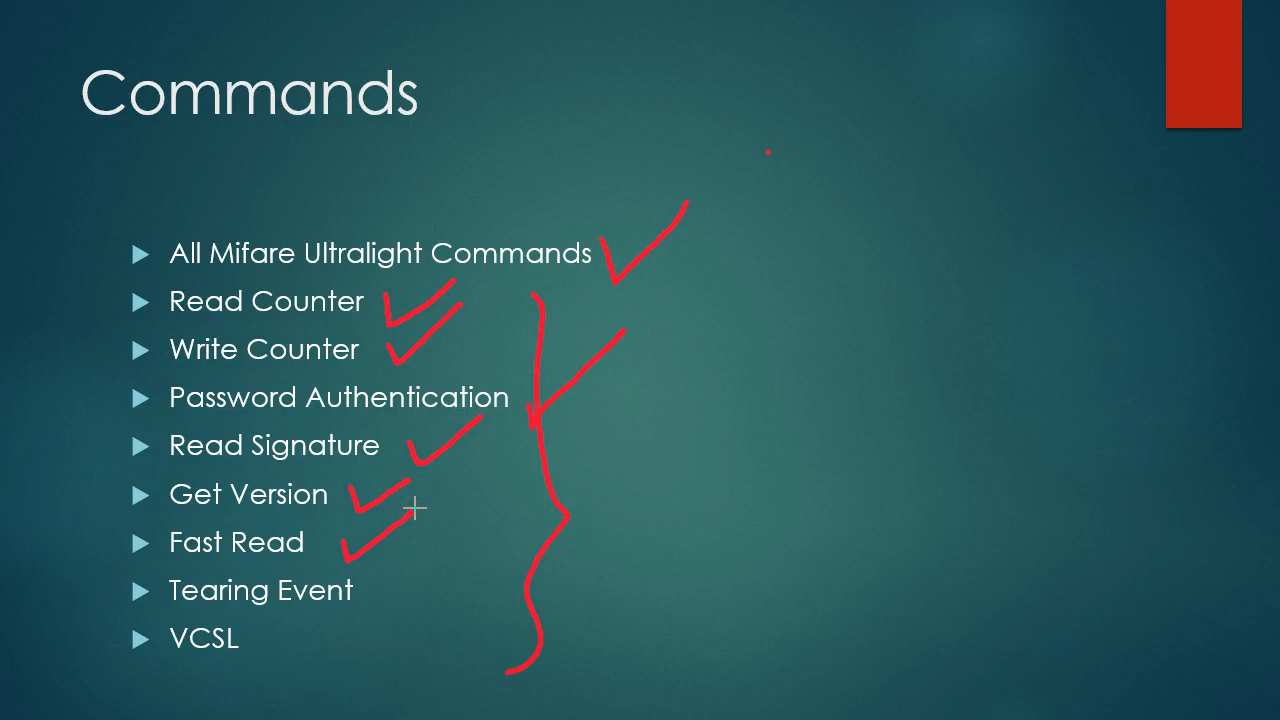 Commands
All Mifare Ultralight Commands
Read Counter
Write Counter
Password Authentication
Read Signature
Get Version
Fast Read
Tearing Event
VCSL